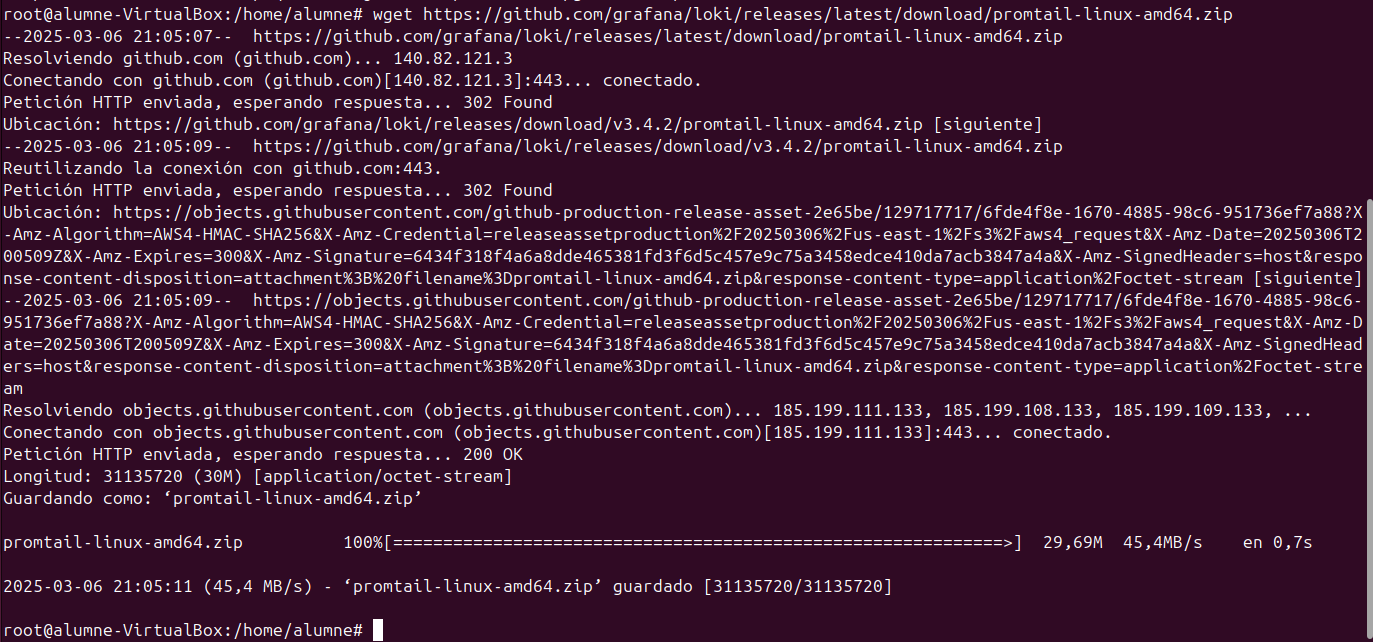 root@alumne-VirtualBox:/home/alumne# wget https://github.com/grafana/loki/releases/latest/download/promtail-linux-amd64.zip
--2025-03-06 21:05:07--  https://github.com/grafana/loki/releases/latest/download/promtail-linux-amd64.zip
Resolviendo github.com (github.com)... 140.82.121.3
Conectando con github.com (github.com)[140.82.121.3]:443... conectado.
Petición HTTP enviada, esperando respuesta... 302 Found
Ubicación: https://github.com/grafana/loki/releases/download/v3.4.2/promtail-linux-amd64.zip [siguiente]
--2025-03-06 21:05:09--  https://github.com/grafana/loki/releases/download/v3.4.2/promtail-linux-amd64.zip
Reutilizando la conexión con github.com:443.
Petición HTTP enviada, esperando respuesta... 302 Found
Ubicación: https://objects.githubusercontent.com/github-production-release-asset-2e65be/129717717/6fde4f8e-1670-4885-98c6-951736ef7a88?X
-Amz-Algorithm=AWS4-HMAC-SHA256&X-Amz-Credential=releaseassetproduction%2F20250306%2Fus-east-1%2Fs3%2Faws4_request&X-Amz-Date=20250306T2
00509Z&X-Amz-Expires=300&X-Amz-Signature=6434f318f4a6a8dde465381fd3f6d5c457e9c75a3458edce410da7acb3847a4a&X-Amz-SignedHeaders=host&respo
nse-content-disposition=attachment%3B%20filename%3Dpromtail-linux-amd64.zip&response-content-type=application%2Foctet-stream [siguiente]
--2025-03-06 21:05:09--  https://objects.githubusercontent.com/github-production-release-asset-2e65be/129717717/6fde4f8e-1670-4885-98c6-
951736ef7a88?X-Amz-Algorithm=AWS4-HMAC-SHA256&X-Amz-Credential=releaseassetproduction%2F20250306%2Fus-east-1%2Fs3%2Faws4_request&X-Amz-D
ate=20250306T200509Z&X-Amz-Expires=300&X-Amz-Signature=6434f318f4a6a8dde465381fd3f6d5c457e9c75a3458edce410da7acb3847a4a&X-Amz-SignedHead
ers=host&response-content-disposition=attachment%3B%20filename%3Dpromtail-linux-amd64.zip&response-content-type=application%2Foctet-stre
am
Resolviendo objects.githubusercontent.com (objects.githubusercontent.com)... 185.199.111.133, 185.199.108.133, 185.199.109.133, ...
Conectando con objects.githubusercontent.com (objects.githubusercontent.com)[185.199.111.133]:443... conectado.
Petición HTTP enviada, esperando respuesta... 200 OK
Longitud: 31135720 (30M) [application/octet-stream]
Guardando como: ‘promtail-linux-amd64.zip’
promtail-linux-amd64.zip          100%[=============================================================>]  29,69M  45,4MB/s    en 0,7s
2025-03-06 21:05:11 (45,4 MB/s) - ‘promtail-linux-amd64.zip’ guardado [31135720/31135720]
root@alumne-VirtualBox:/home/alumne#